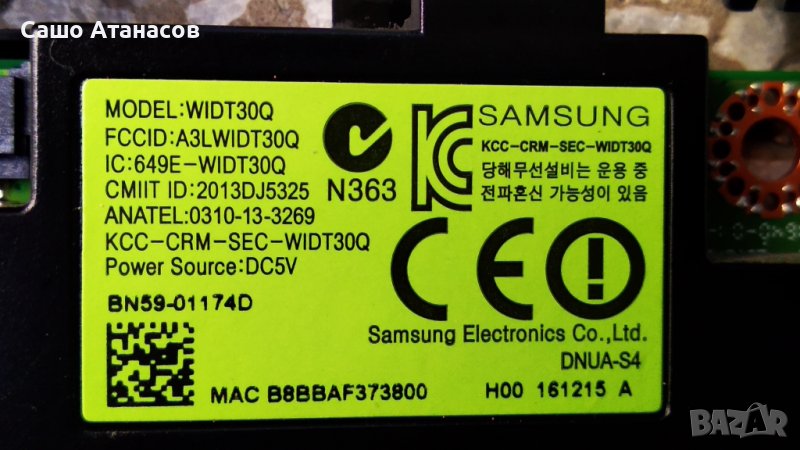 Сашо Атанасов
MODEL:WIDT30Q
FCCID:A3LWIDT30Q
IC:649E-WIDT30Q
CMIIT ID:2013DJ5325
ANATEL:0310-13-3269
KCC-CRM-SEC-WIDT30Q
Power Source:DC5V
BN59-01174D
N363
SAMSUNG
KCC-CRM-SEC-WIDT30Q
당해무선설비는 운용 중
전파혼신 가능성이 있음
CE
Samsung Electronics Co.,Ltd.
DNUA-S4
MAC B8BBAF373800
H00 161215 A
BAZAR